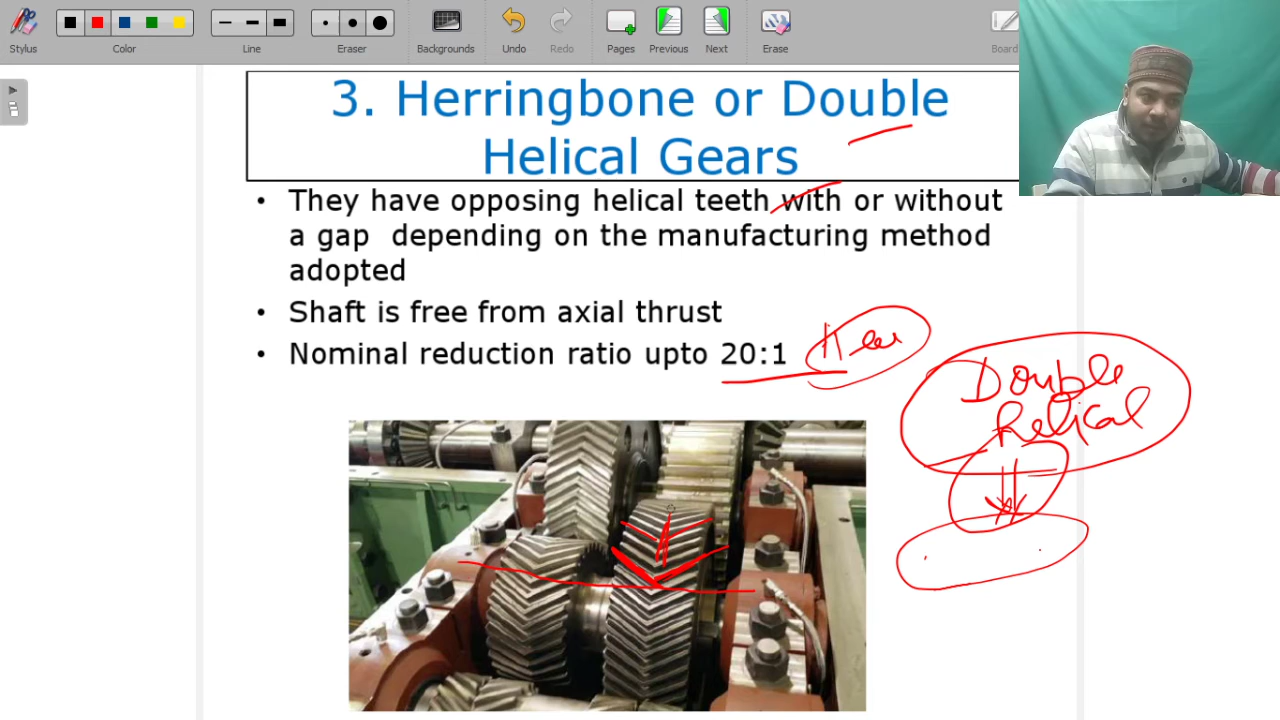 Stylus
Color
Line
Eraser
Backgrounds
Undo
Redo
Pages
Previous
Next
Erase
Board
3. Herringbone or Double
Helical Gears
• They have opposing helical teeth with or without
a gap depending on the manufacturing method
adopted
• Shaft is free from axial thrust
• Nominal reduction ratio upto 20:1
Double
helical